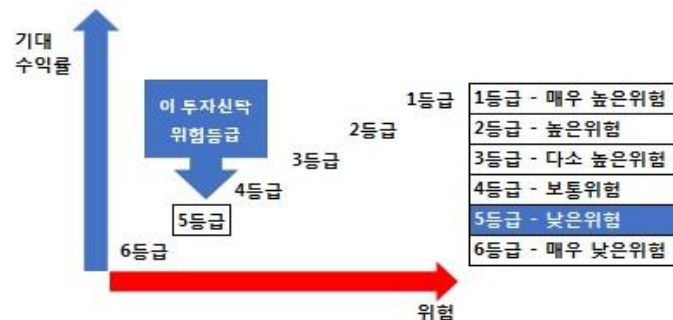 기대
수익률
이 투자신탁
위험등급
1등급
2등급
3등급
4등급
5등급
6등급
위험
1등급 - 매우 높은위험
2등급 - 높은위험
3등급 - 다소 높은위험
4등급 - 보통위험
5등급 - 낮은위험
6등급 - 매우 낮은위험